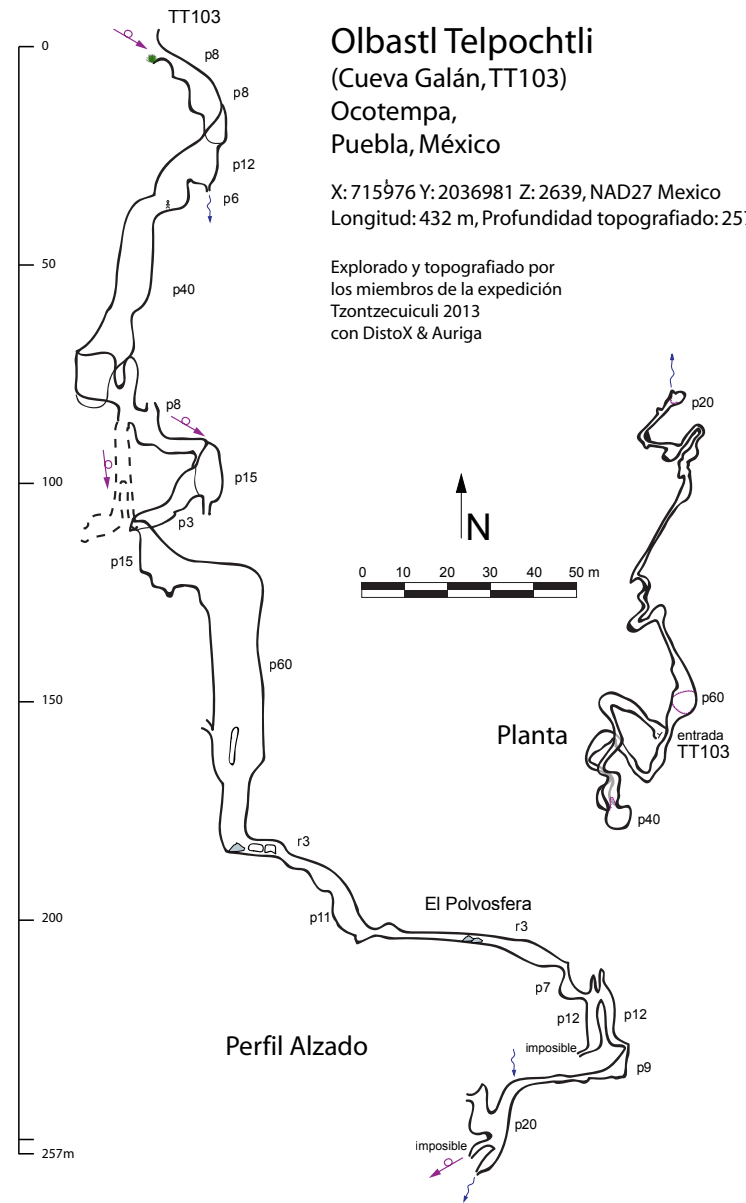 TT103
Olbastl Telpochtli
(Cueva Galán, TT103)
Ocotempa,
Puebla, México
X: 715976 Y: 2036981 Z: 2639, NAD27 Mexico
Longitud: 432 m, Profundidad topografiado: 257
Explorado y topografiado por
los miembros de la expedición
Tzontzecuiculi 2013
con DistoX & Auriga
0
50
100
150
200
257m
p8
p8
p12
p6
p40
p8
p15
p3
p15
p60
r3
p11
El Polvosfera
r3
p7
p12
p12
imposible
p9
p20
imposible
Perfil Alzado
N
0 10 20 30 40 50 m
Planta
p20
p60
entrada
TT103
p40